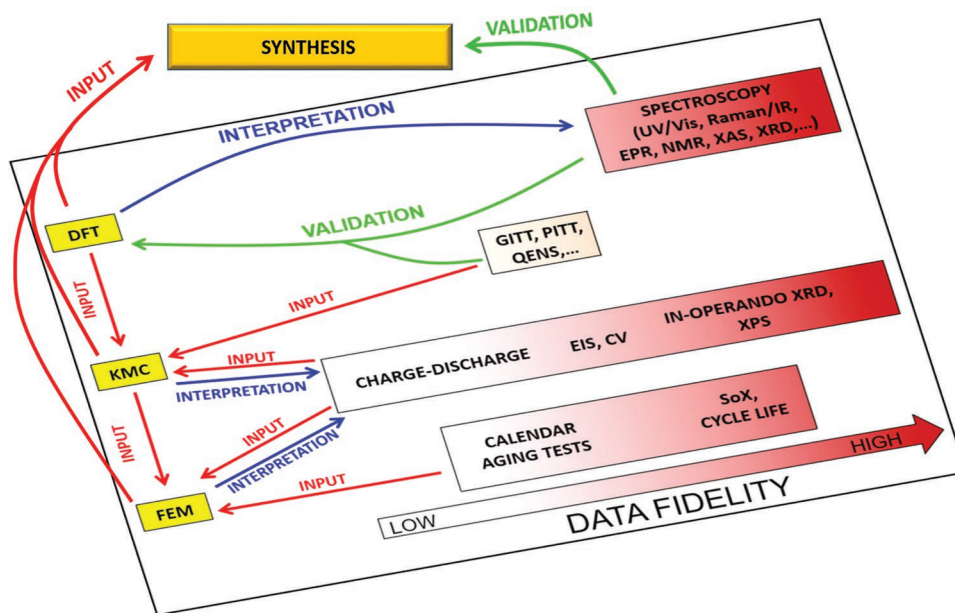 SYNTHESIS
VALIDATION
INPUT
INTERPRETATION
SPECTROSCOPY
(UV/Vis, Raman/IR,
EPR, NMR, XAS, XRD,...)
DFT
VALIDATION
GITT, PITT,
QENS,...
INPUT
INPUT
KMC
INPUT
INTERPRETATION
CHARGE-DISCHARGE
EIS, CV
IN-OPERANDO XRD,
XPS
INPUT
INPUT
INTERPRETATION
CALENDAR
AGING TESTS
SoX,
CYCLE LIFE
INPUT
FEM
LOW
HIGH
DATA FIDELITY